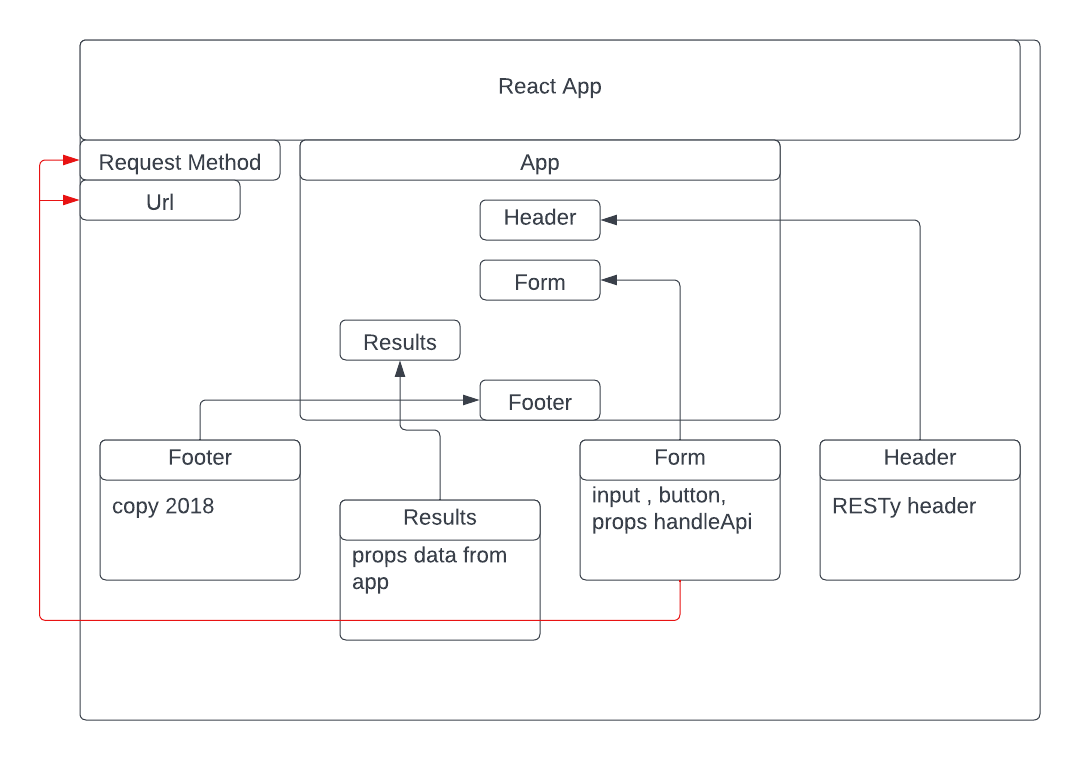 React App
Request Method
App
Url
Header
Form
Results
Footer
Footer
copy 2018
Results
props data from
app
Form
input , button,
props handleApi
Header
RESTy header